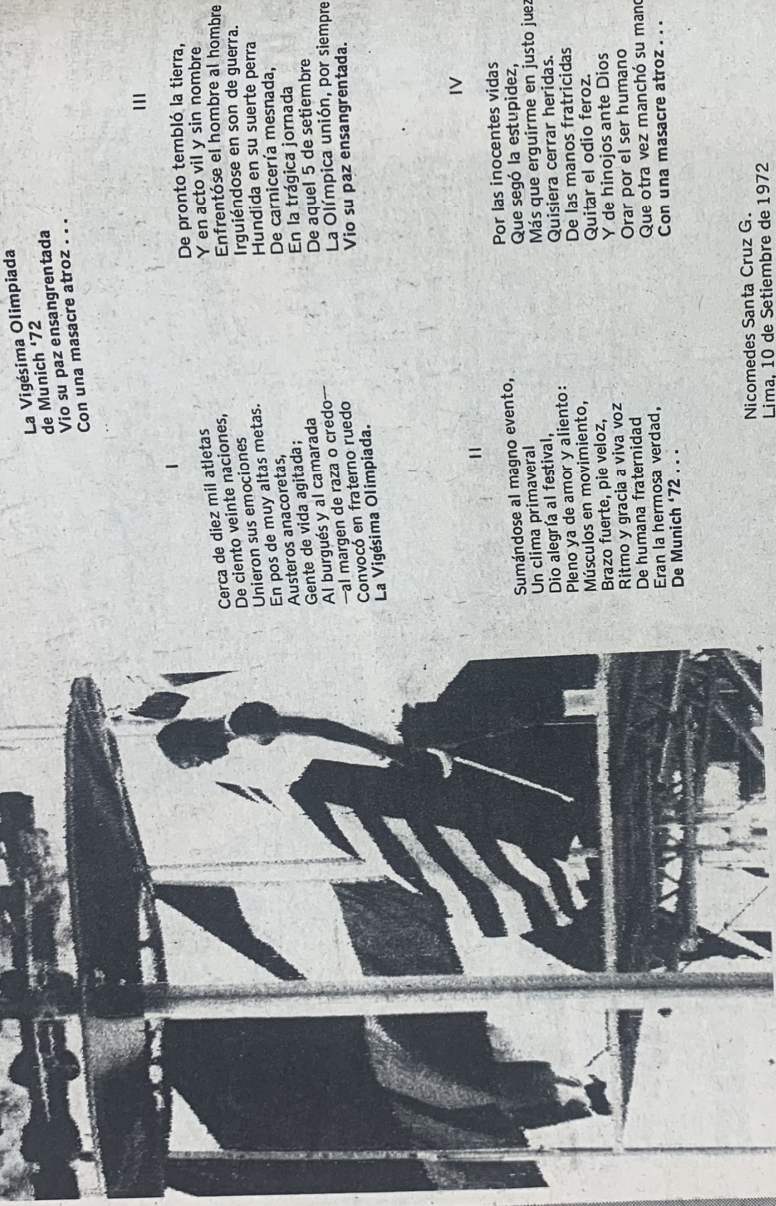 La Vigésima Olimpiada
de Munich '72
Vio su paz ensangrentada
Con una masacre atroz...
I
Cerca de diez mil atletas
De ciento veinte naciones,
Unieron sus emociones
En pos de muy altas metas.
Austeros anacoretas,
Gente de vida agitada;
Al burgués y al camarada
—al margen de raza o credo—
Convocó en fraterno ruedo
La Vigésima Olimpiada.
II
Sumándose al magno evento,
Un clima primaveral
Dio alegría al festival,
Pleno ya de amor y aliento:
Músculos en movimiento,
Brazo fuerte, pie veloz,
Ritmo y gracia a viva voz
De humana fraternidad
Eran la hermosa verdad,
De Munich '72...
III
De pronto tembló la tierra,
Y en acto vil y sin nombre
Enfrentóse el hombre al hombre
Irguiéndose en son de guerra.
Hundida en su suerte perra
De carnicería mesnada,
En la trágica jornada
De aquel 5 de setiembre
La Olímpica unión, por siempre
Vio su paz ensangrentada.
IV
Por las inocentes vidas
Que segó la estupidez,
Más que erguirme en justo juez
Quisiera cerrar heridas.
De las manos fratricidas
Quitar el odio feroz.
Y de hinojos ante Dios
Orar por el ser humano
Que otra vez manchó su mano
Con una masacre atroz...
Nicomedes Santa Cruz G.
Lima, 10 de Setiembre de 1972